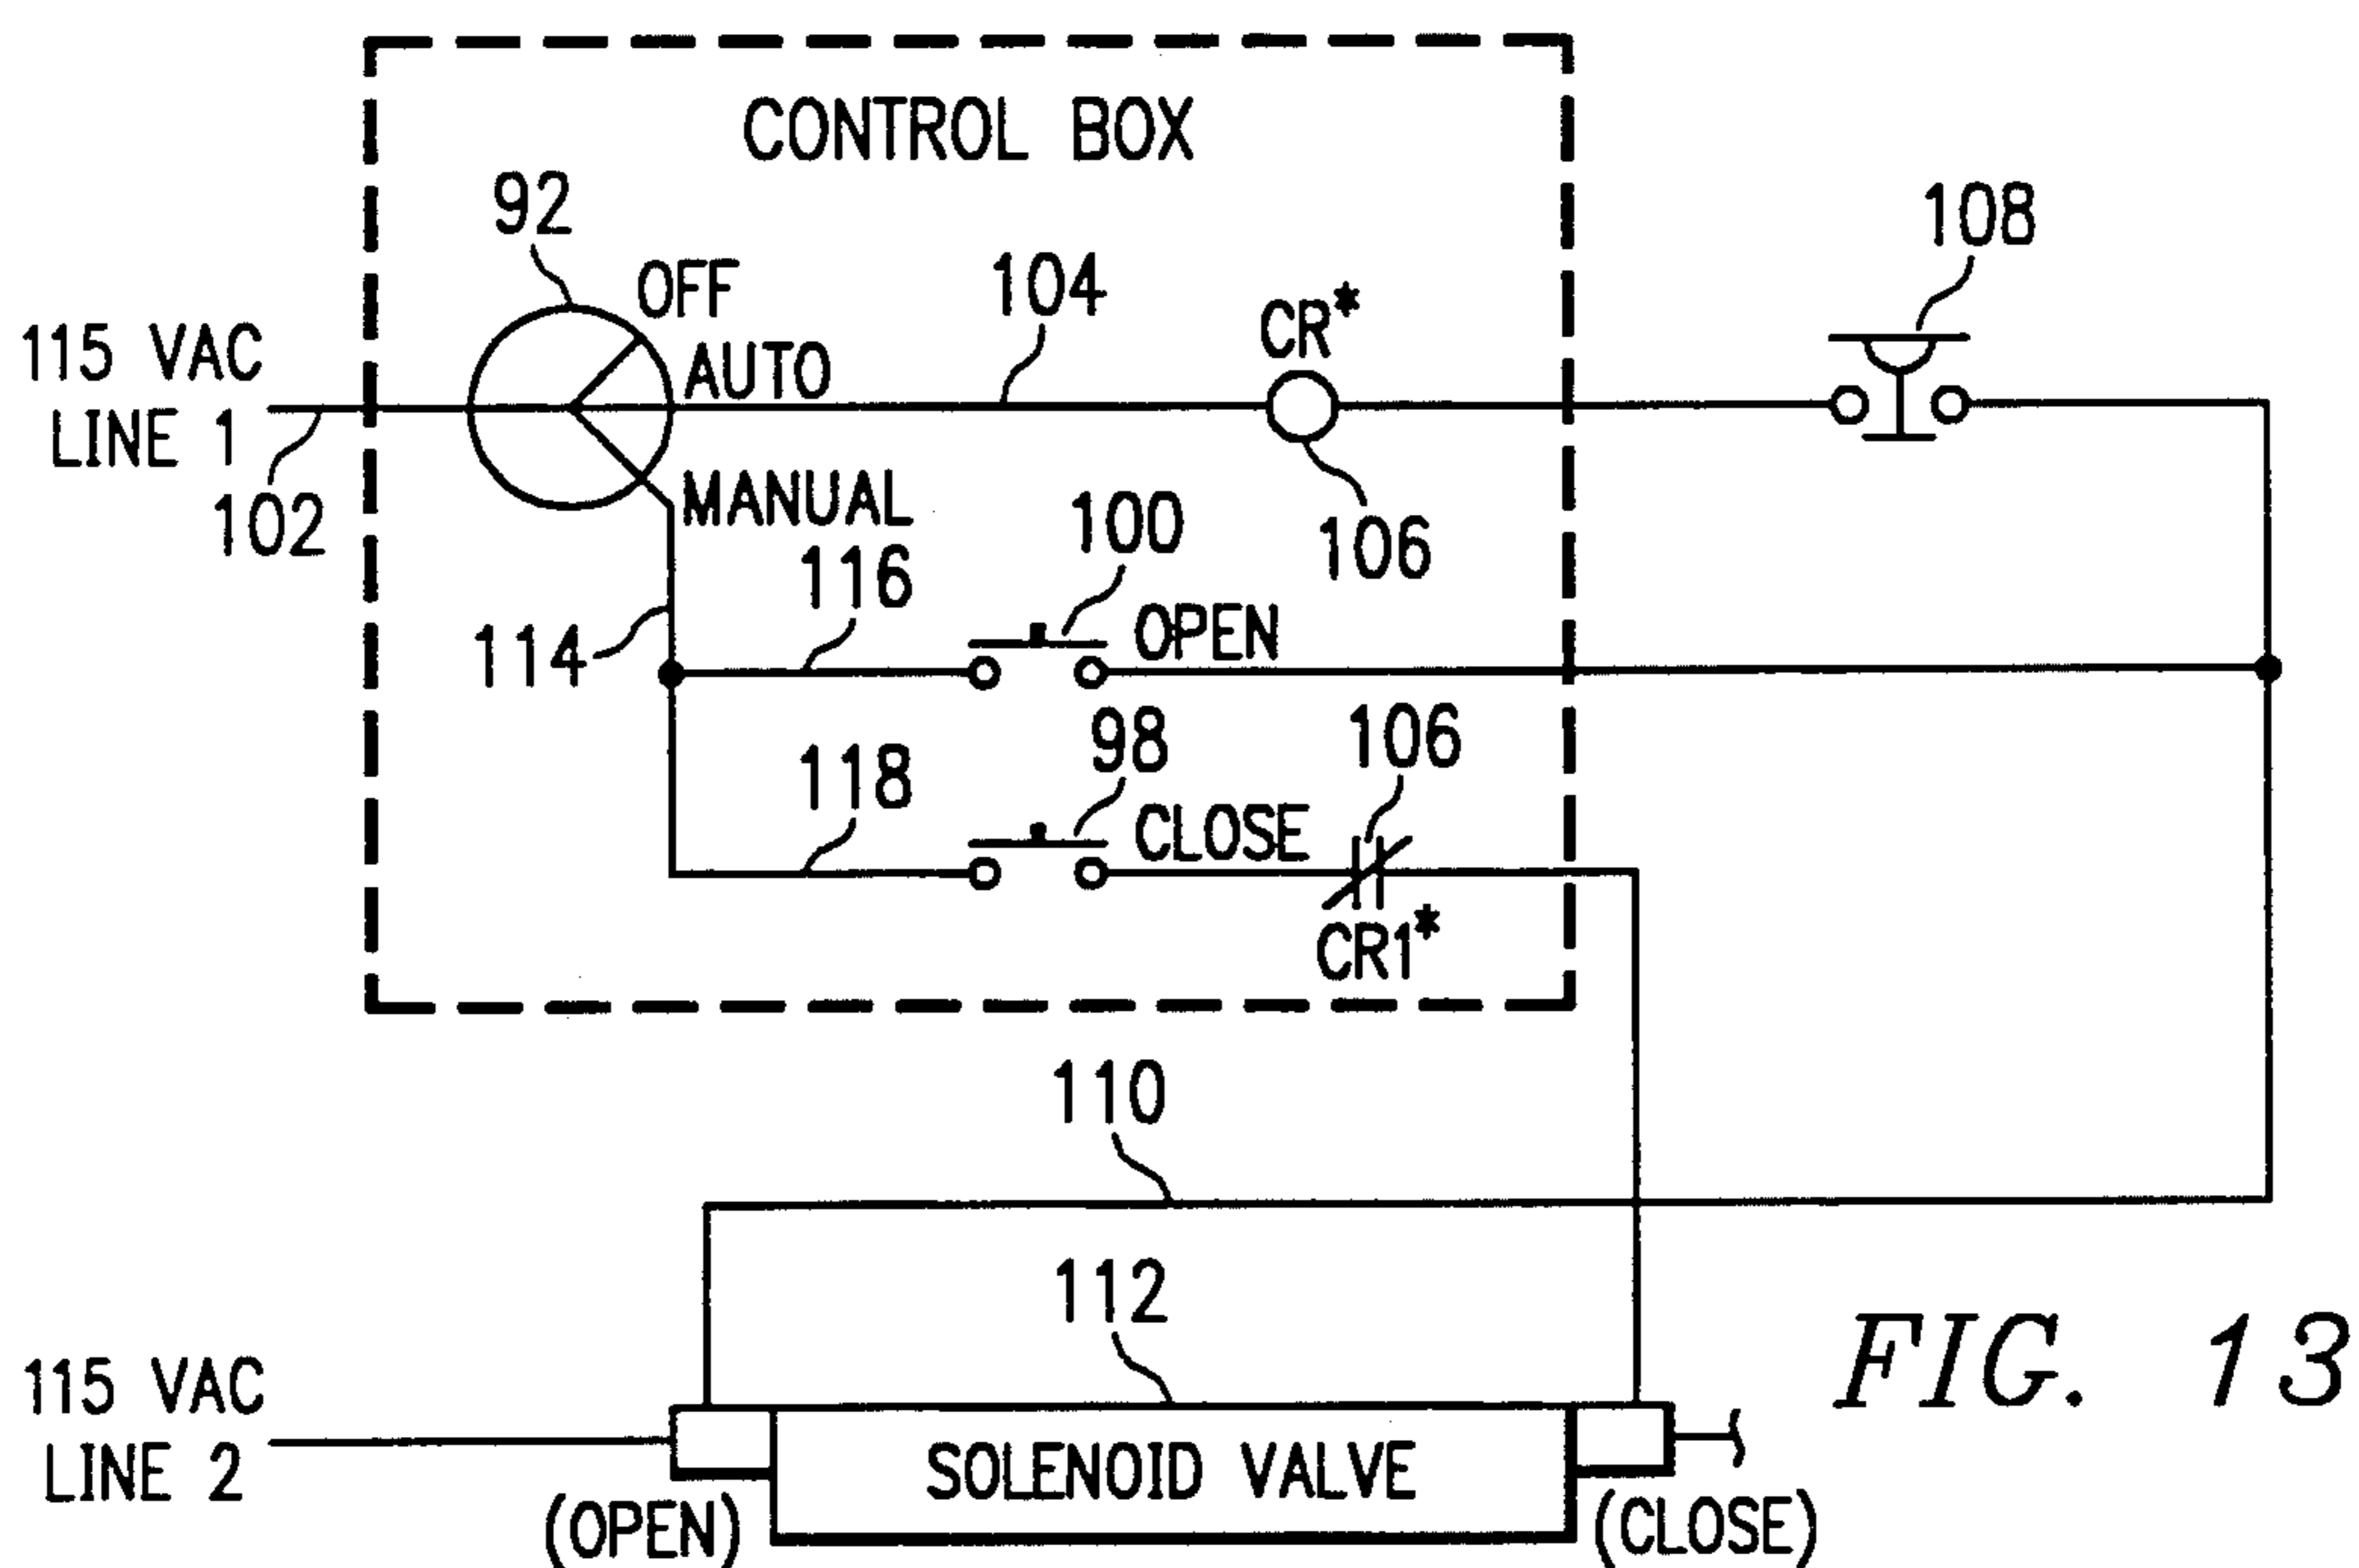 CONTROL BOX
92
OFF
108
104
CR*
115 VAC
LINE 1
AUTO
102
MANUAL
100
106
116
114
OPEN
98
106
118
CLOSE
CR1*
110
112
FIG. 13
115 VAC
LINE 2
SOLENOID VALVE
(OPEN)
(CLOSE)